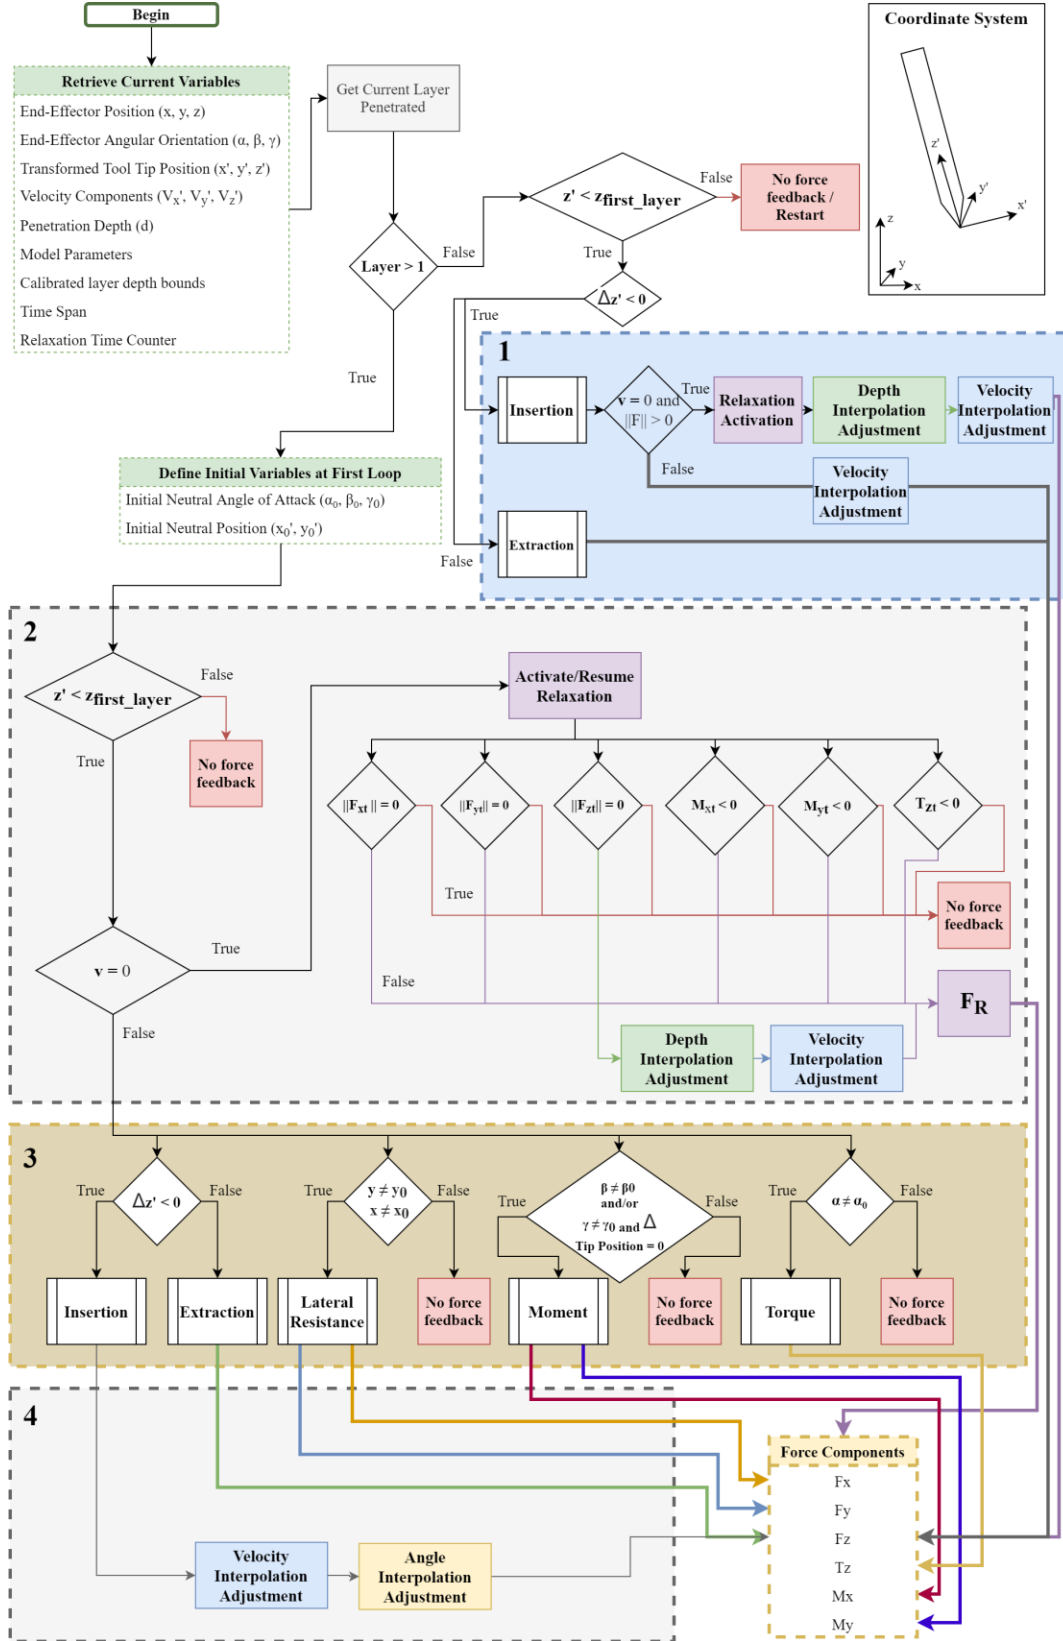 Begin
Coordinate System
z'
y'
x'
z
y
x
Retrieve Current Variables
End-Effector Position (x, y, z)
End-Effector Angular Orientation (α, β, γ)
Transformed Tool Tip Position (x', y', z')
Velocity Components (Vx', Vy', Vz')
Penetration Depth (d)
Model Parameters
Calibrated layer depth bounds
Time Span
Relaxation Time Counter
Get Current Layer
Penetrated
Layer > 1
False
True
z' < zfirst_layer
False
True
No force
feedback /
Restart
Δz' < 0
True
False
1
Insertion
v = 0 and
||F|| > 0
True
False
Relaxation
Activation
Depth
Interpolation
Adjustment
Velocity
Interpolation
Adjustment
Velocity
Interpolation
Adjustment
Extraction
Define Initial Variables at First Loop
Initial Neutral Angle of Attack (α0, β0, γ0)
Initial Neutral Position (x0', y0')
2
z' < zfirst_layer
False
True
No force
feedback
v = 0
True
False
Activate/Resume
Relaxation
||Fxt || = 0
||Fyt|| = 0
||Fzt|| = 0
Mxt < 0
Myt < 0
Tzt < 0
True
False
No force
feedback
FR
Depth
Interpolation
Adjustment
Velocity
Interpolation
Adjustment
3
Δz' < 0
True
False
y ≠ y0
x ≠ x0
True
False
β ≠ β0
and/or
γ ≠ γ0 and Δ
Tip Position = 0
True
False
α ≠ α0
True
False
Insertion
Extraction
Lateral
Resistance
No force
feedback
Moment
No force
feedback
Torque
No force
feedback
4
Velocity
Interpolation
Adjustment
Angle
Interpolation
Adjustment
Force Components
Fx
Fy
Fz
Tz
Mx
My